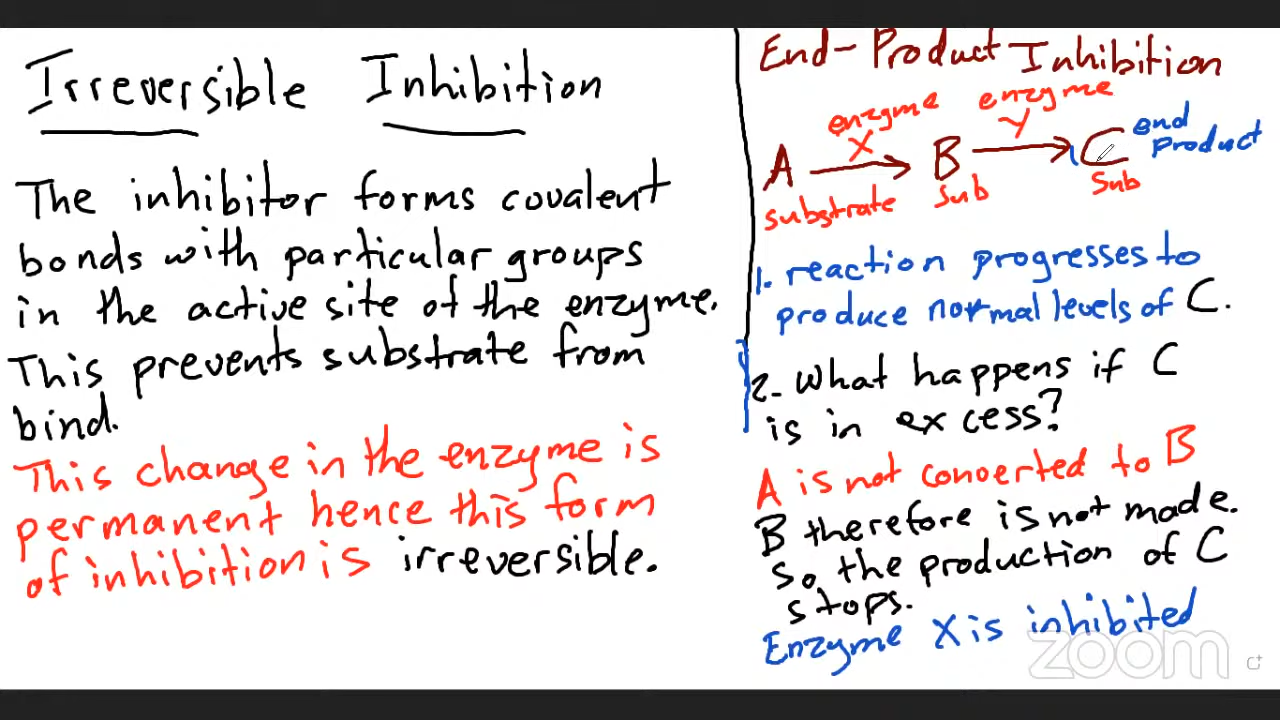 Irreversible Inhibition
The inhibitor forms covalent
bonds with particular groups
in the active site of the enzyme.
This prevents substrate from
bind.
This change in the enzyme is
permanent hence this form
of inhibition is irreversible.
End-Product Inhibition
enzyme X
enzyme Y
A → B → C
end product
substrate
Sub
Sub
1. reaction progresses to
produce normal levels of C.
2. What happens if C
is in excess?
A is not converted to B
B therefore is not made.
So the production of C
stops.
Enzyme X is inhibited
zoom